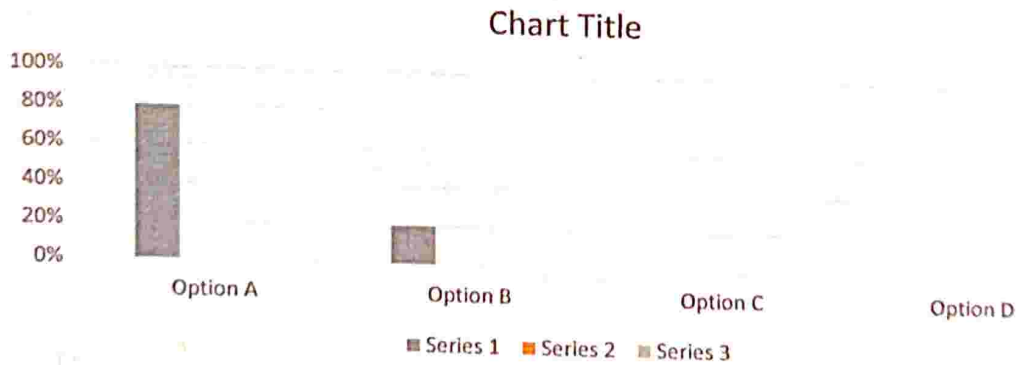 Chart Title
100%
80%
60%
40%
20%
0%
Option A Option B Option C Option D
Series 1 Series 2 Series 3